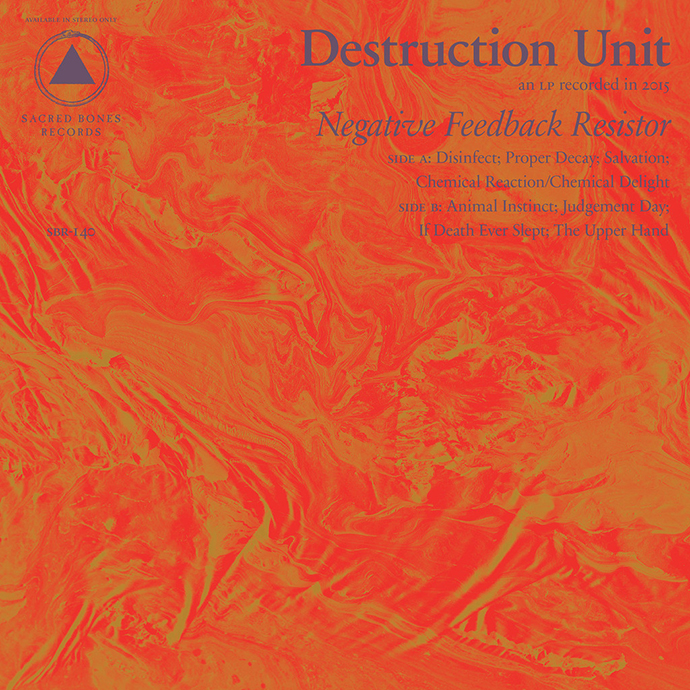 AVAILABLE IN STEREO ONLY
SACRED BONES
RECORDS
Destruction Unit
an LP recorded in 2015
Negative Feedback Resistor
SIDE A: Disinfect; Proper Decay; Salvation;
Chemical Reaction/Chemical Delight
SIDE B: Animal Instinct; Judgement Day;
If Death Ever Slept; The Upper Hand
SBR 140